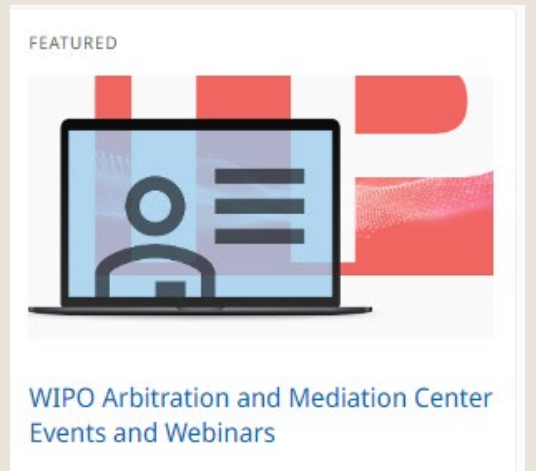 FEATURED
WIPO Arbitration and Mediation Center
Events and Webinars